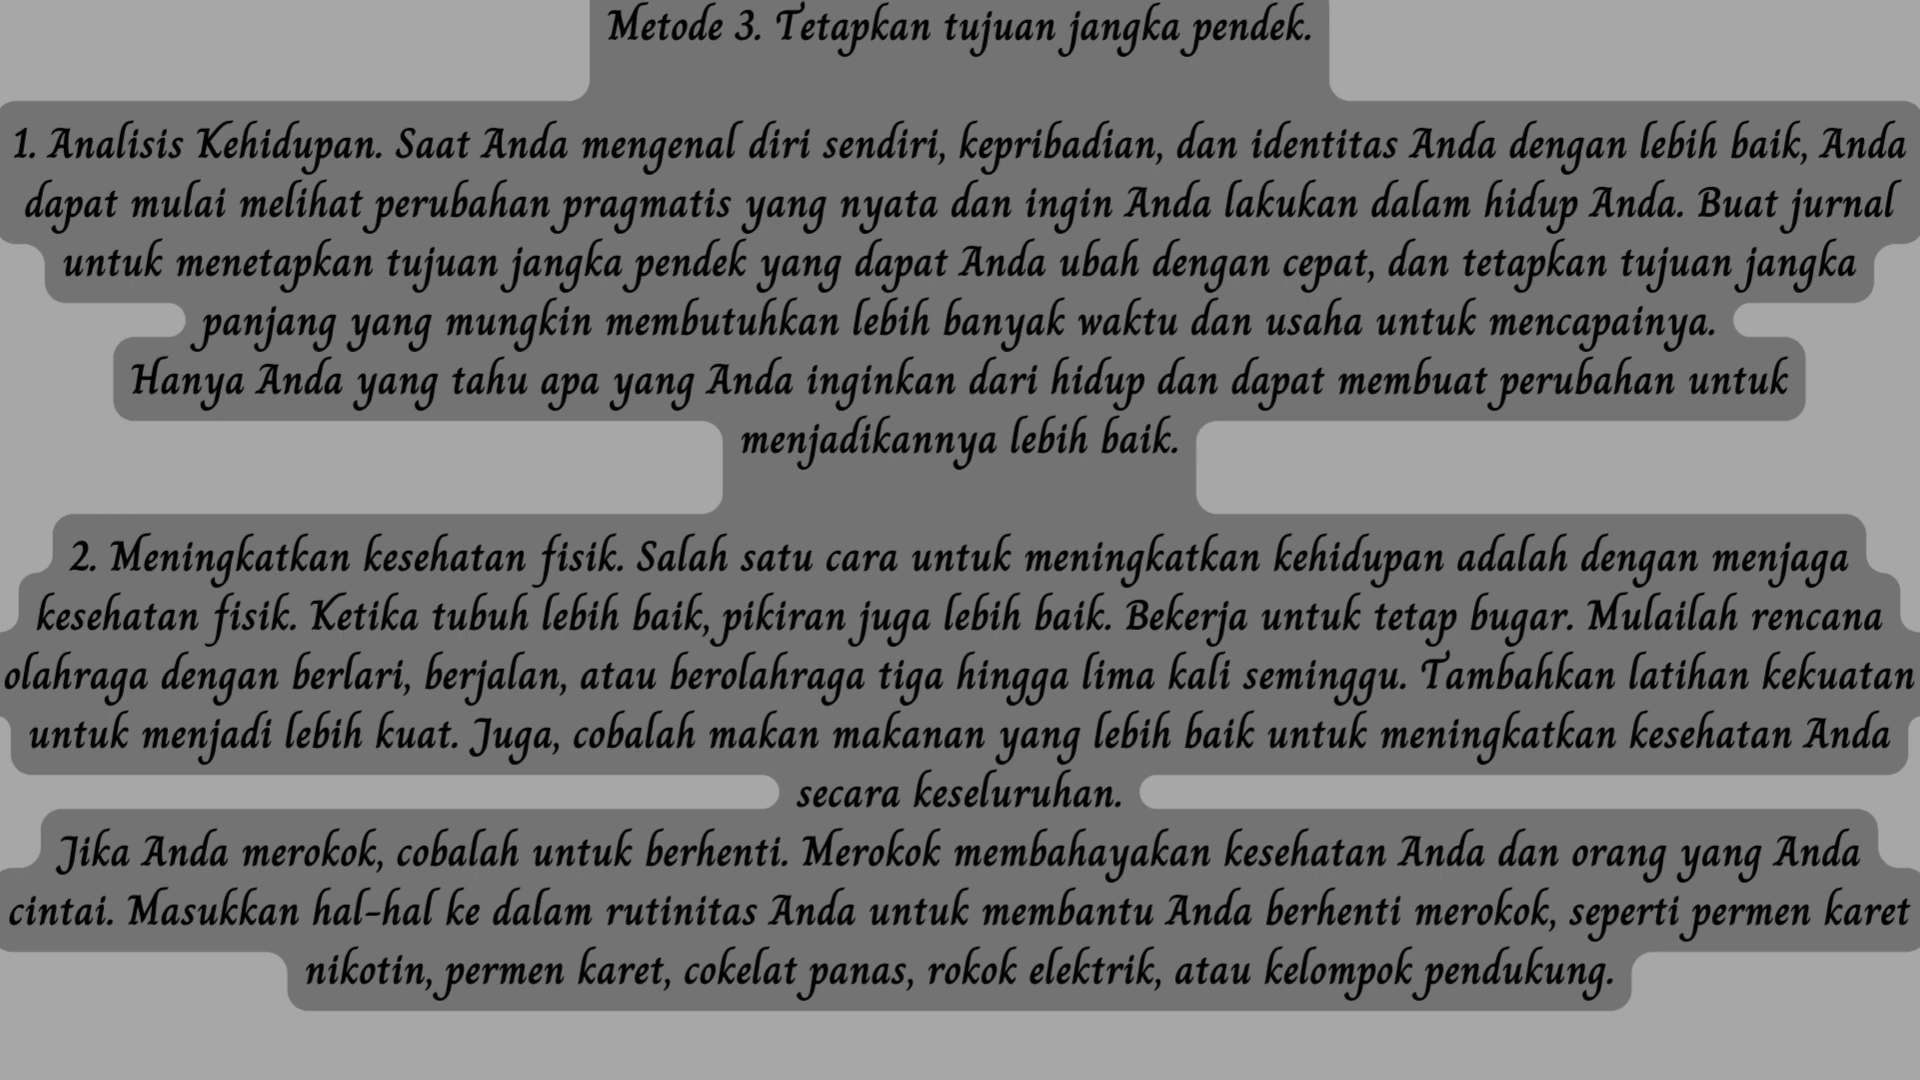 Metode 3. Tetapkan tujuan jangka pendek.
1. Analisis Kehidupan. Saat Anda mengenal diri sendiri, kepribadian, dan identitas Anda dengan lebih baik, Anda
dapat mulai melihat perubahan pragmatis yang nyata dan ingin Anda lakukan dalam hidup Anda. Buat jurnal
untuk menetapkan tujuan jangka pendek yang dapat Anda ubah dengan cepat, dan tetapkan tujuan jangka
panjang yang mungkin membutuhkan lebih banyak waktu dan usaha untuk mencapainya.
Hanya Anda yang tahu apa yang Anda inginkan dari hidup dan dapat membuat perubahan untuk
menjadikannya lebih baik.
2. Meningkatkan kesehatan fisik. Salah satu cara untuk meningkatkan kehidupan adalah dengan menjaga
kesehatan fisik. Ketika tubuh lebih baik, pikiran juga lebih baik. Bekerja untuk tetap bugar. Mulailah rencana
olahraga dengan berlari, berjalan, atau berolahraga tiga hingga lima kali seminggu. Tambahkan latihan kekuatan
untuk menjadi lebih kuat. Juga, cobalah makan makanan yang lebih baik untuk meningkatkan kesehatan Anda
secara keseluruhan.
Jika Anda merokok, cobalah untuk berhenti. Merokok membahayakan kesehatan Anda dan orang yang Anda
cintai. Masukkan hal-hal ke dalam rutinitas Anda untuk membantu Anda berhenti merokok, seperti permen karet
nikotin, permen karet, cokelat panas, rokok elektrik, atau kelompok pendukung.